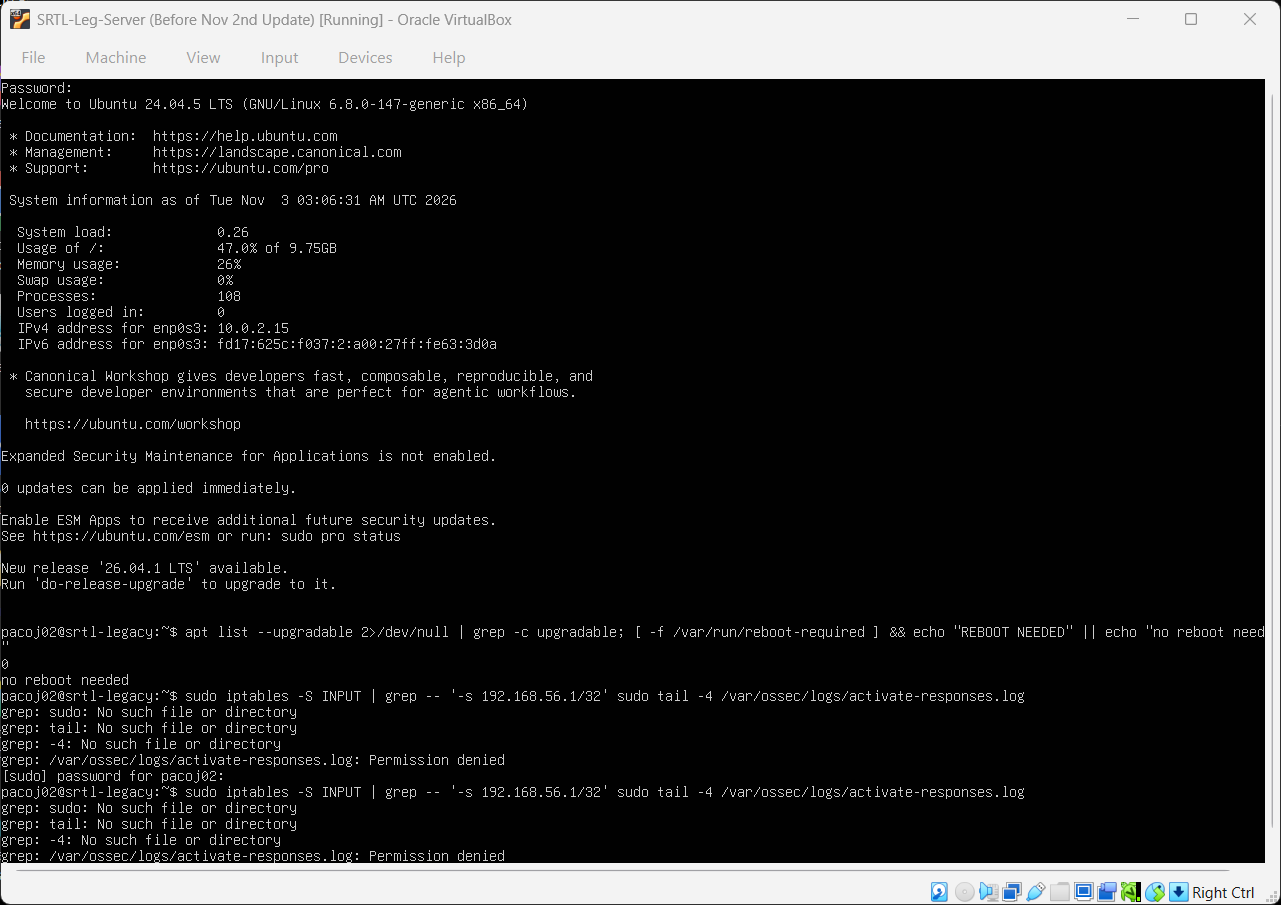 SRTL-Leg-Server (Before Nov 2nd Update) [Running] - Oracle VirtualBox
File Machine View Input Devices Help
Password:
Welcome to Ubuntu 24.04.5 LTS (GNU/Linux 6.8.0-147-generic x86_64)
* Documentation: https://help.ubuntu.com
* Management: https://landscape.canonical.com
* Support: https://ubuntu.com/pro
System information as of Tue Nov 3 03:06:31 AM UTC 2026
System load: 0.26
Usage of /: 47.0% of 9.75GB
Memory usage: 26%
Swap usage: 0%
Processes: 108
Users logged in: 0
IPv4 address for enp0s3: 10.0.2.15
IPv6 address for enp0s3: fd17:625c:f037:2:a00:27ff:fe63:3d0a
* Canonical Workshop gives developers fast, composable, reproducible, and
secure developer environments that are perfect for agentic workflows.
https://ubuntu.com/workshop
Expanded Security Maintenance for Applications is not enabled.
0 updates can be applied immediately.
Enable ESM Apps to receive additional future security updates.
See https://ubuntu.com/esm or run: sudo pro status
New release '26.04.1 LTS' available.
Run 'do-release-upgrade' to upgrade to it.
pacoj02@srtl-legacy:~$ apt list --upgradable 2>/dev/null | grep -c upgradable; [ -f /var/run/reboot-required ] && echo "REBOOT NEEDED" || echo "no reboot need
"
0
no reboot needed
pacoj02@srtl-legacy:~$ sudo iptables -S INPUT | grep -- '-s 192.168.56.1/32' sudo tail -4 /var/ossec/logs/activate-responses.log
grep: sudo: No such file or directory
grep: tail: No such file or directory
grep: -4: No such file or directory
grep: /var/ossec/logs/activate-responses.log: Permission denied
[sudo] password for pacoj02:
pacoj02@srtl-legacy:~$ sudo iptables -S INPUT | grep -- '-s 192.168.56.1/32' sudo tail -4 /var/ossec/logs/activate-responses.log
grep: sudo: No such file or directory
grep: tail: No such file or directory
grep: -4: No such file or directory
grep: /var/ossec/logs/activate-responses.log: Permission denied
Right Ctrl